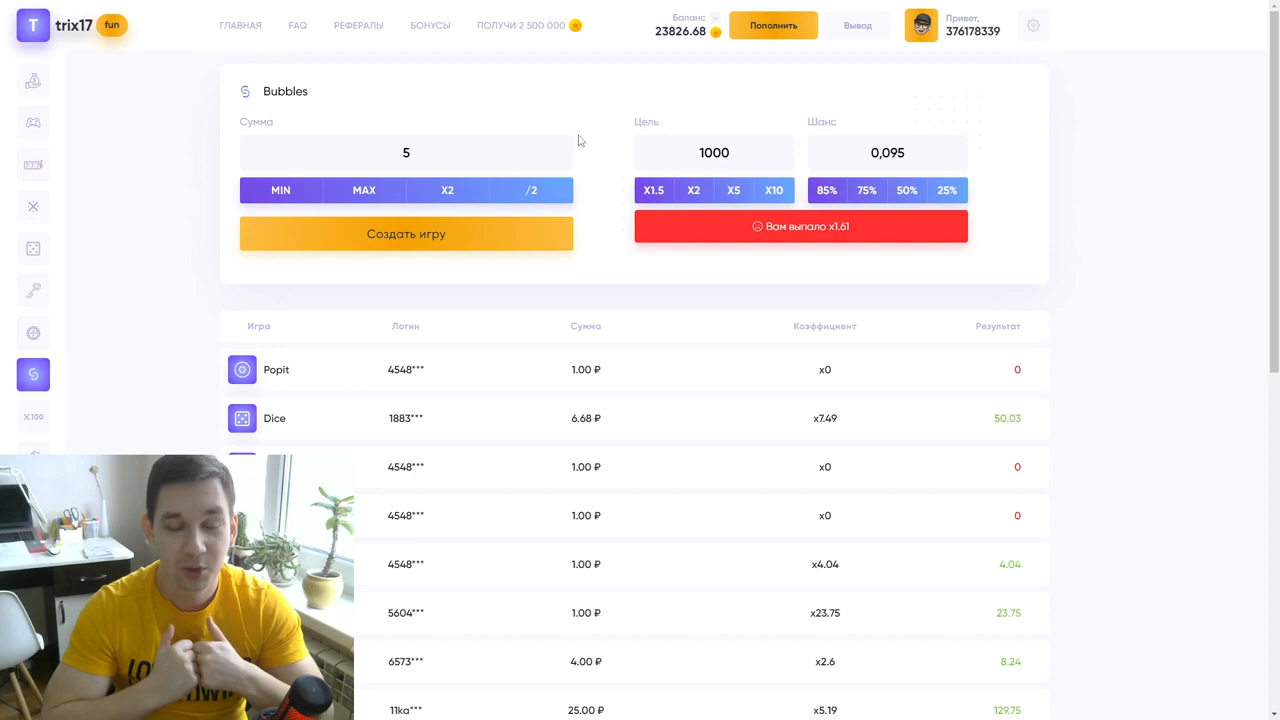 T trix17 fun
ГЛАВНАЯ FAQ РЕФЕРАЛЫ БОНУСЫ ПОЛУЧИ 2 500 000
Баланс
23826.68
Пополнить
Вывод
Привет,
376178339
Bubbles
Сумма
5
MIN MAX X2 /2
Создать игру
Цель Шанс
1000 0,095
X1.5 X2 X5 X10 85% 75% 50% 25%
Вам выпало x1.61
X100
Игра Логин Сумма Коэффициент Результат
Popit 4548*** 1.00 ₽ x0 0
Dice 1883*** 6.68 ₽ x7.49 50.03
4548*** 1.00 ₽ x0 0
4548*** 1.00 ₽ x0 0
4548*** 1.00 ₽ x4.04 4.04
5604*** 1.00 ₽ x23.75 23.75
6573*** 4.00 ₽ x2.6 8.24
11ka*** 25.00 ₽ x5.19 129.75